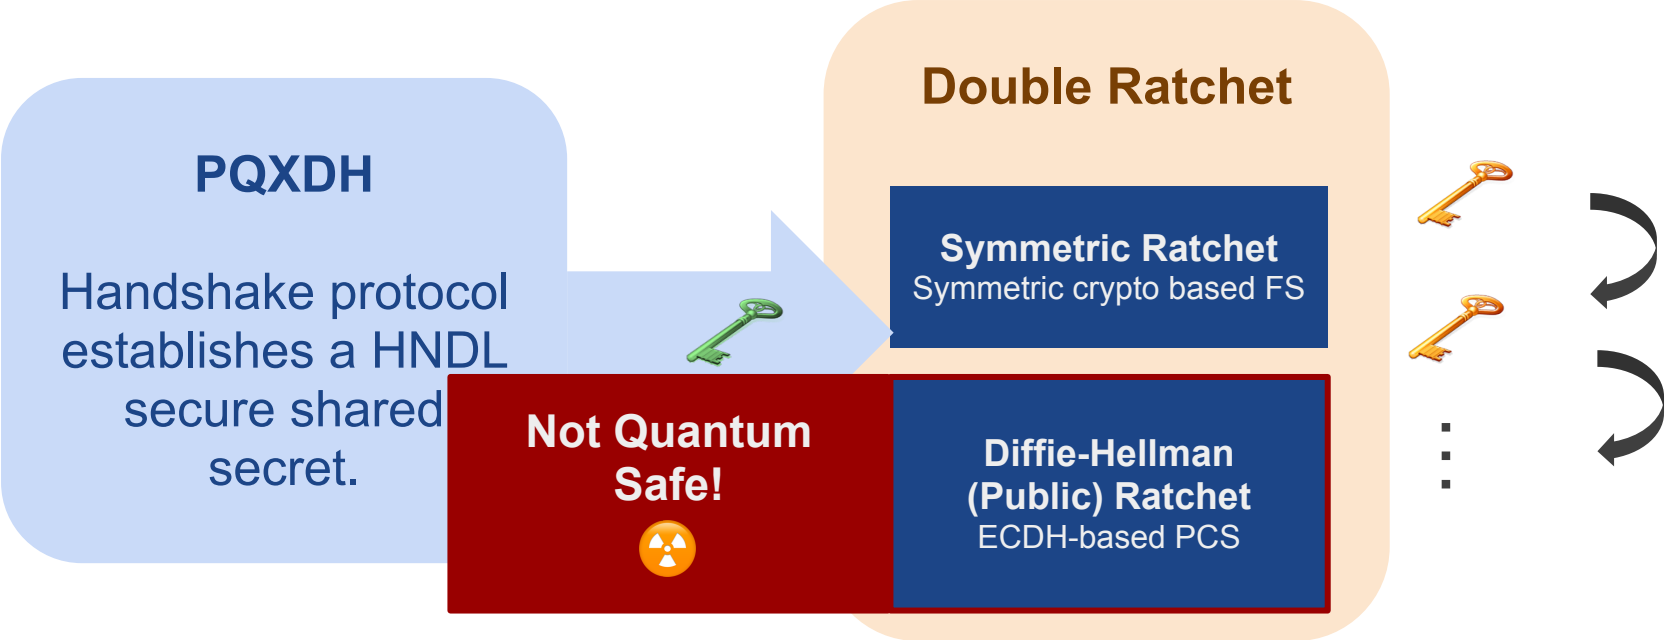 PQXDH
Handshake protocol
establishes a HNDL
secure shared
secret.
Not Quantum
Safe!
Double Ratchet
Symmetric Ratchet
Symmetric crypto based FS
Diffie-Hellman
(Public) Ratchet
ECDH-based PCS